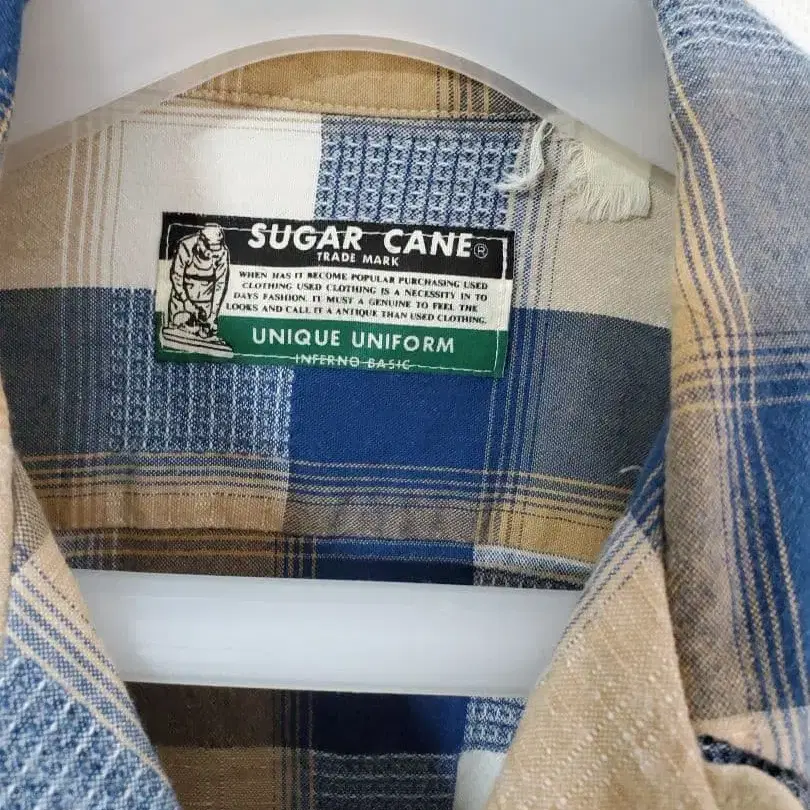 SUGAR CANE®
TRADE MARK
WHEN HAS IT BECOME POPULAR PURCHASING USED
CLOTHING USED CLOTHING IS A NECESSITY IN TO
DAYS FASHION. IT MUST A GENUINE TO FEEL THE
LOOKS AND CALL IT A ANTIQUE THAN USED CLOTHING.
UNIQUE UNIFORM
INFERNO BASIC